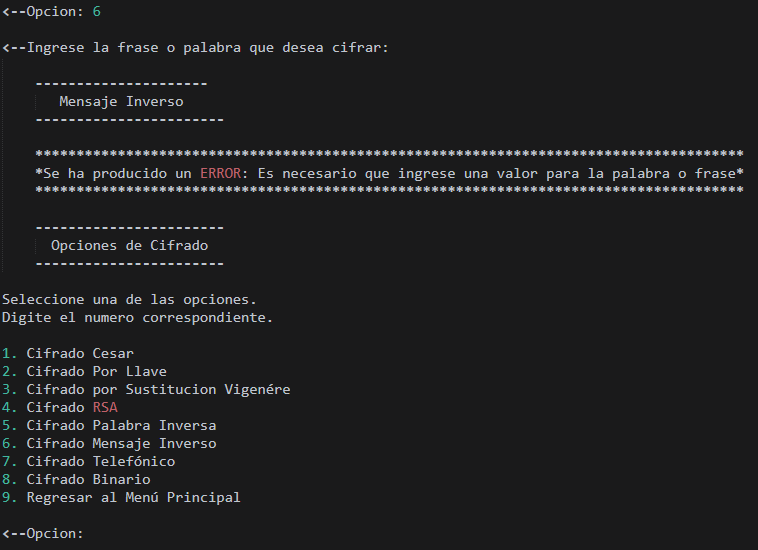 <--Opcion: 6
<--Ingrese la frase o palabra que desea cifrar:
---------------------
Mensaje Inverso
-----------------------
**************************************************************************************
*Se ha producido un ERROR: Es necesario que ingrese una valor para la palabra o frase*
**************************************************************************************
-----------------------
Opciones de Cifrado
-----------------------
Seleccione una de las opciones.
Digite el numero correspondiente.
1. Cifrado Cesar
2. Cifrado Por Llave
3. Cifrado por Sustitucion Vigenére
4. Cifrado RSA
5. Cifrado Palabra Inversa
6. Cifrado Mensaje Inverso
7. Cifrado Telefónico
8. Cifrado Binario
9. Regresar al Menú Principal
<--Opcion: